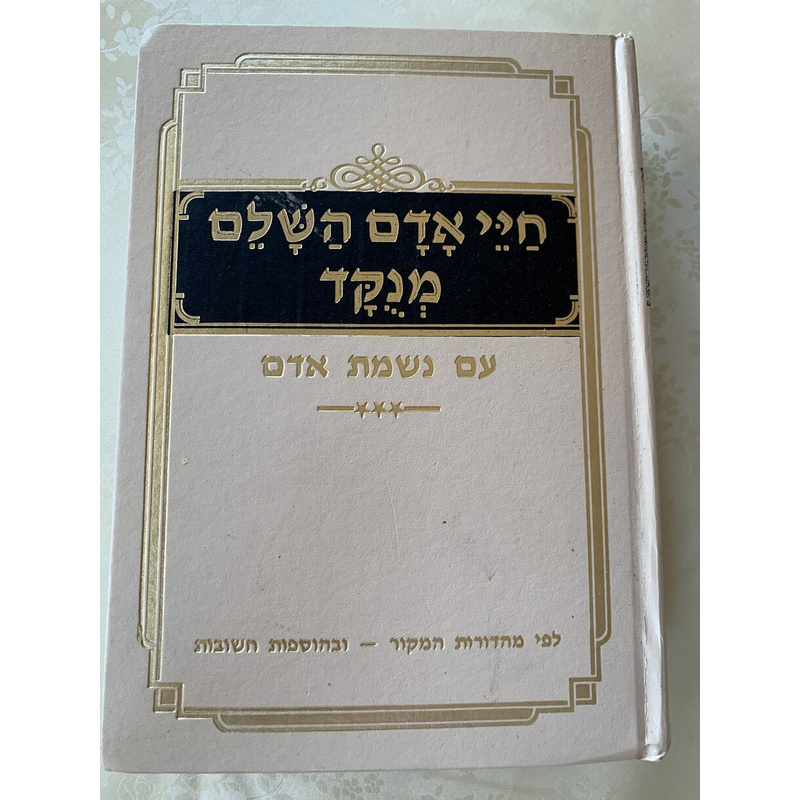 חַיֵּי אָדָם הַשָּׁלֵם
מְנֻקָּד
עם נשמת אדם
לפי מהדורות המקור – ובהוספות חשובות